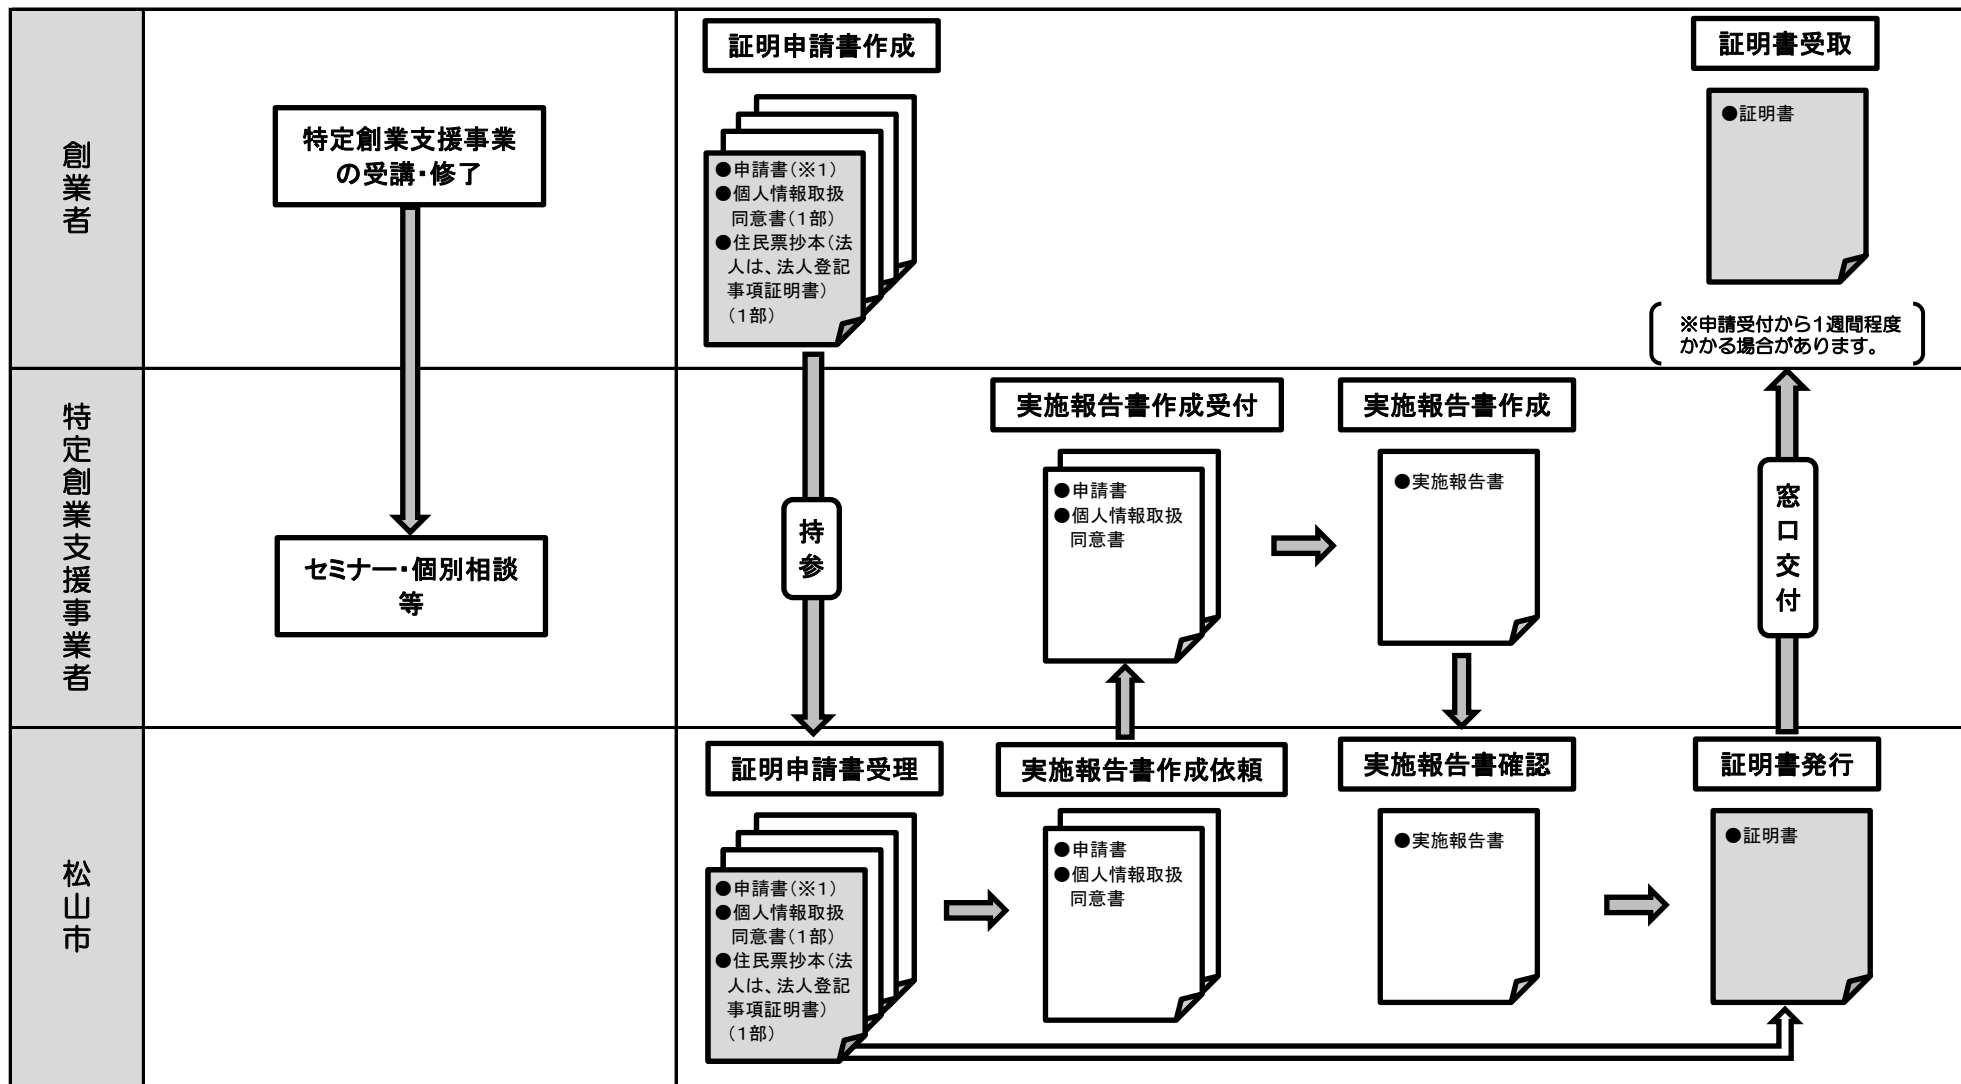 創業者
特定創業支援事業
の受講・修了
証明申請書作成
●申請書(※1)
●個人情報取扱
同意書(1部)
●住民票抄本(法
人は、法人登記
事項証明書)
(1部)
証明書受取
●証明書
※申請受付から1週間程度
かかる場合があります。
特定創業支援事業者
セミナー・個別相談
等
持参
実施報告書作成受付
●申請書
●個人情報取扱
同意書
実施報告書作成
●実施報告書
窓口交付
松山市
証明申請書受理
●申請書(※1)
●個人情報取扱
同意書(1部)
●住民票抄本(法
人は、法人登記
事項証明書)
(1部)
実施報告書作成依頼
●申請書
●個人情報取扱
同意書
実施報告書確認
●実施報告書
証明書発行
●証明書